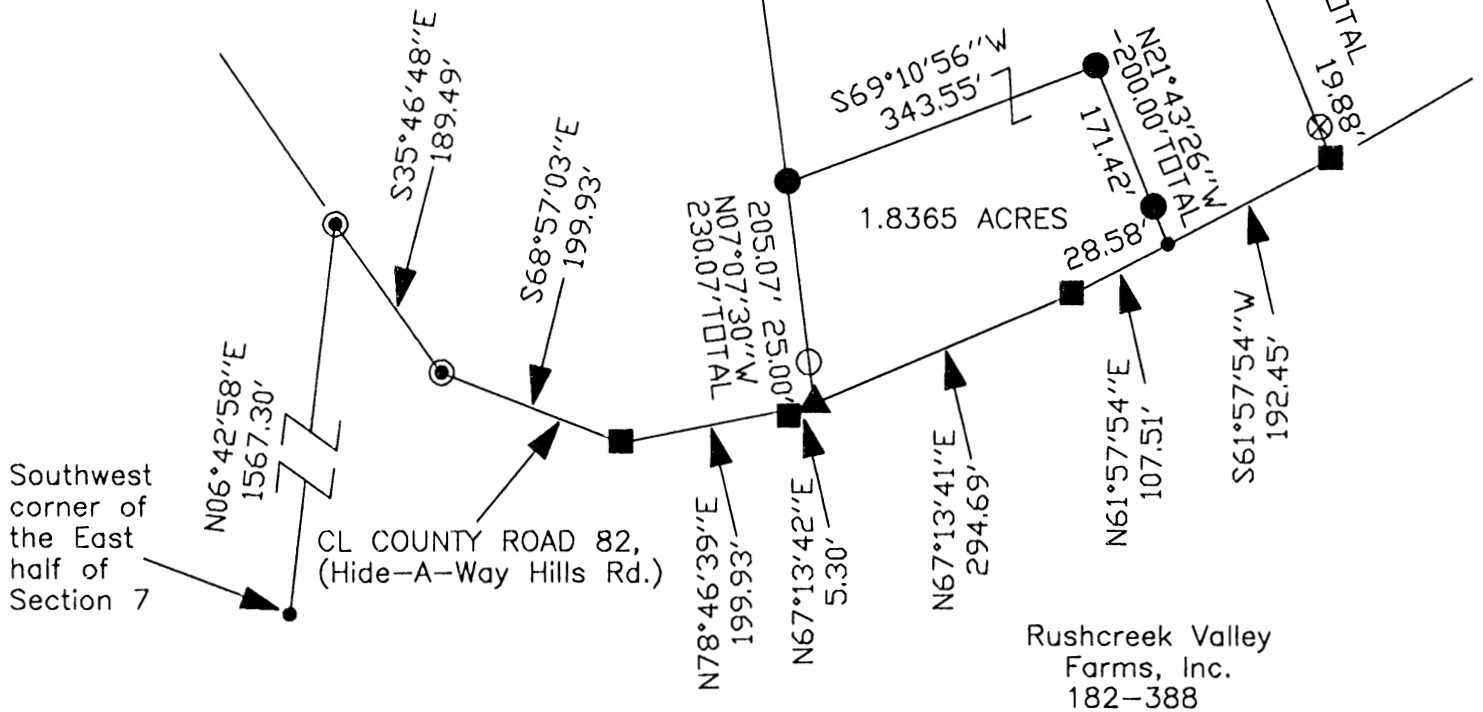 S35°46'48''E
189.49'
S68°57'03''E
199.93'
S69°10'56''W
343.55'
N21°43'26''W
-200.00'TOTAL
171.42'
TOTAL
19.88'
1.8365 ACRES
28.58'
205.07' 25.00'
N07°07'30''W
230.07'TOTAL
N06°42'58''E
1567.30'
Southwest
corner of
the East
half of
Section 7
CL COUNTY ROAD 82,
(Hide-A-Way Hills Rd.)
N78°46'39''E
199.93'
N67°13'42''E
5.30'
N67°13'41''E
294.69'
N61°57'54''E
107.51'
S61°57'54''W
192.45'
Rushcreek Valley
Farms, Inc.
182-388